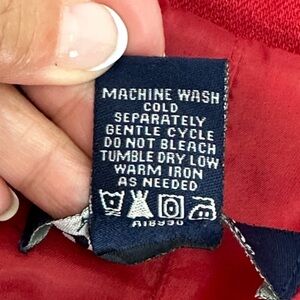 MACHINE WASH
COLD
SEPARATELY
GENTLE CYCLE
DO NOT BLEACH
TUMBLE DRY LOW
WARM IRON
AS NEEDED